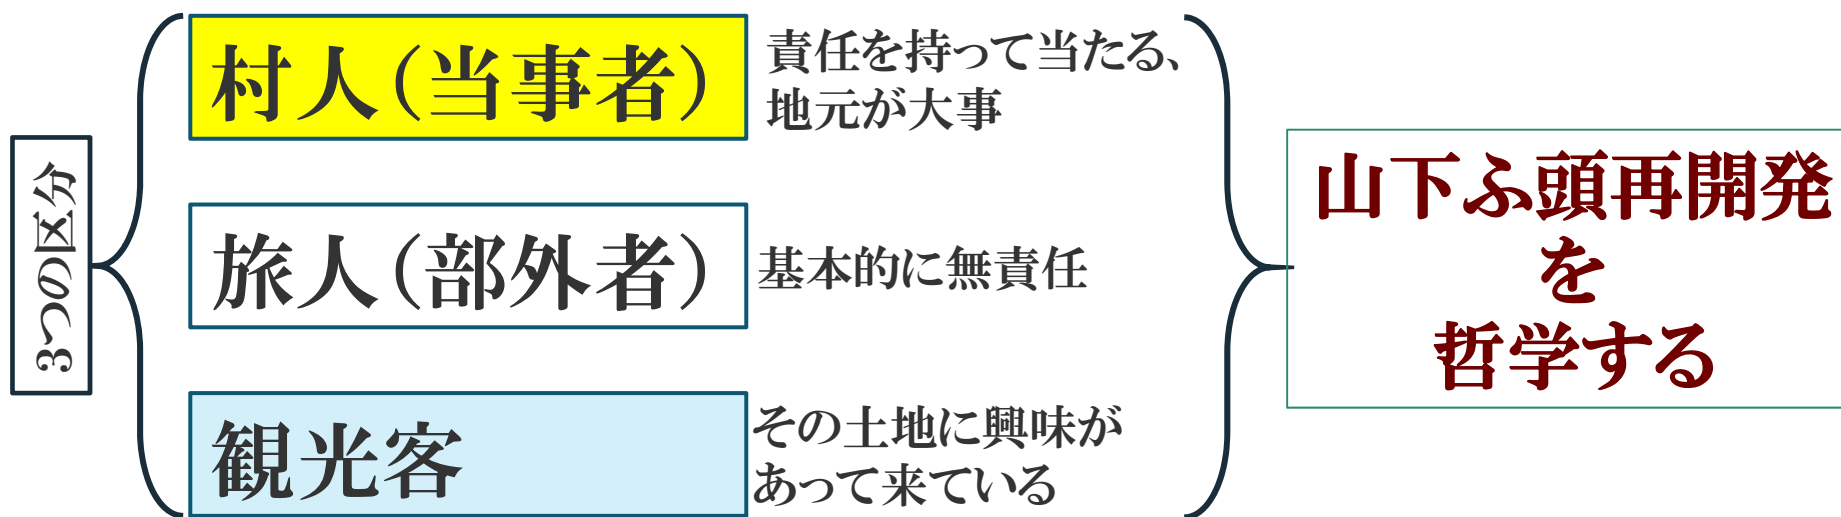 3つの区分
村人(当事者)
責任を持って当たる、
地元が大事
旅人(部外者)
基本的に無責任
観光客
その土地に興味が
あって来ている
山下ふ頭再開発
を
哲学する